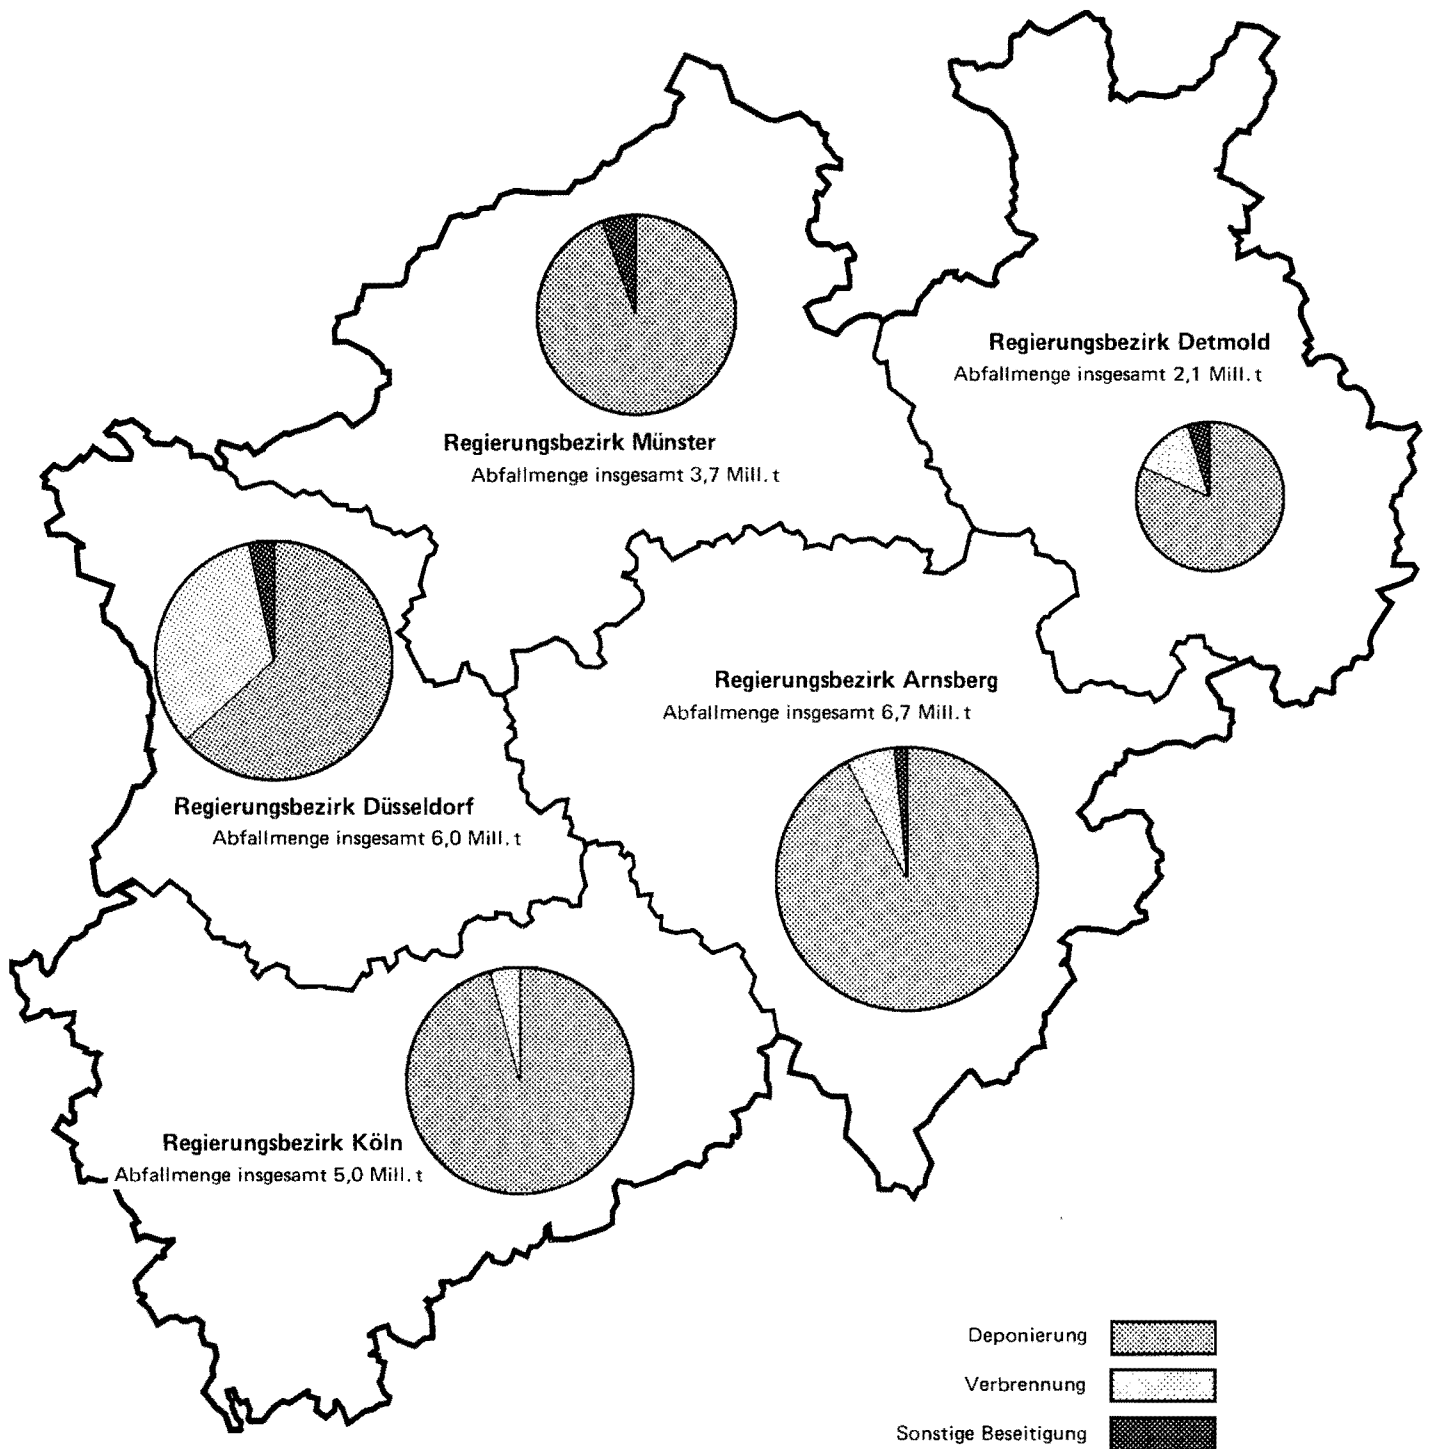 Regierungsbezirk Detmold
Abfallmenge insgesamt 2,1 Mill. t
Regierungsbezirk Münster
Abfallmenge insgesamt 3,7 Mill. t
Regierungsbezirk Arnsberg
Abfallmenge insgesamt 6,7 Mill. t
Regierungsbezirk Düsseldorf
Abfallmenge insgesamt 6,0 Mill. t
Regierungsbezirk Köln
Abfallmenge insgesamt 5,0 Mill. t
Deponierung
Verbrennung
Sonstige Beseitigung